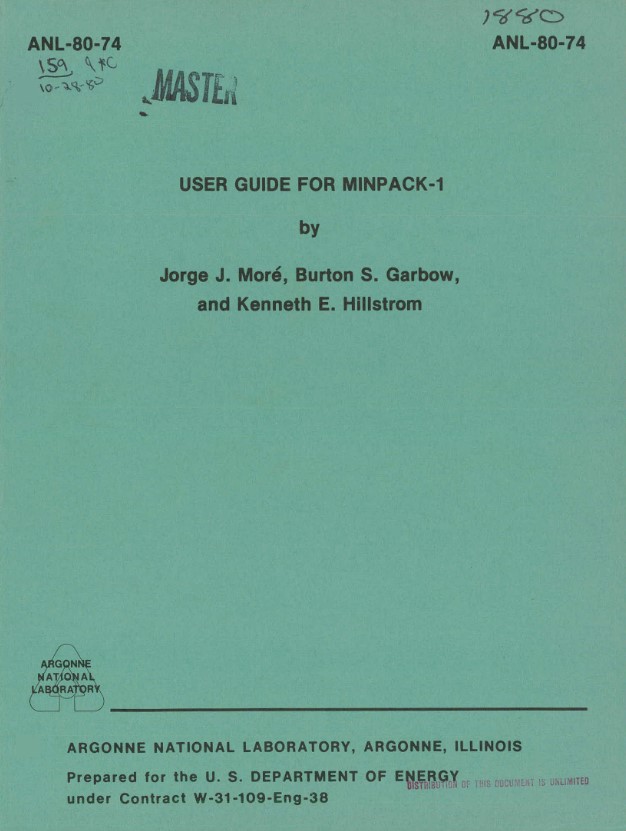 1880
ANL-80-74
ANL-80-74
159
10-28-80
MASTER
USER GUIDE FOR MINPACK-1
by
Jorge J. Moré, Burton S. Garbow,
and Kenneth E. Hillstrom
ARGONNE
NATIONAL
LABORATORY
ARGONNE NATIONAL LABORATORY, ARGONNE, ILLINOIS
Prepared for the U. S. DEPARTMENT OF ENERGY
DISTRIBUTION OF THIS DOCUMENT IS UNLIMITED
under Contract W-31-109-Eng-38